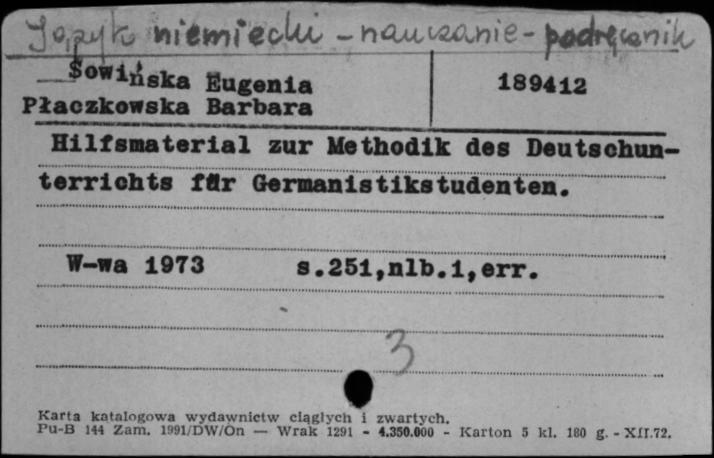 Język niemiecki - nauczanie - podręcznik
Sowińska Eugenia 189412
Płaczkowska Barbara
Hilfsmaterial zur Methodik des Deutschun-
terrichts für Germanistikstudenten.
W-wa 1973 s.251,nlb.1,err.
3
Karta katalogowa wydawnictw ciągłych i zwartych.
Pu-B 144 Zam. 1991/DW/On — Wrak 1291 - 4.350.000 - Karton 5 kl. 180 g. - XII.72.